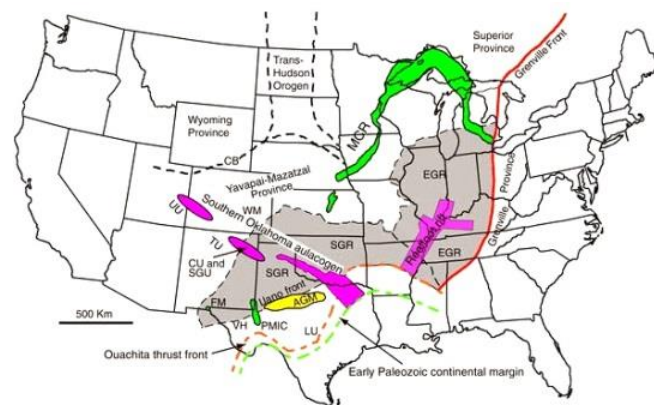 Superior
Province
Grenville Front
Trans-
Hudson
Orogen
Wyoming
Province
MCR
CB
Yavapai-Mazatzal
Province
EGR
UU
WM
Southern Oklahoma aulacogen
Grenville Province
Reelfoot rift
TU
SGR
EGR
CU and
SGU
SGR
FM
Llano front
AGM
500 Km
VH
PMIC
LU
Ouachita thrust front
Early Paleozoic continental margin